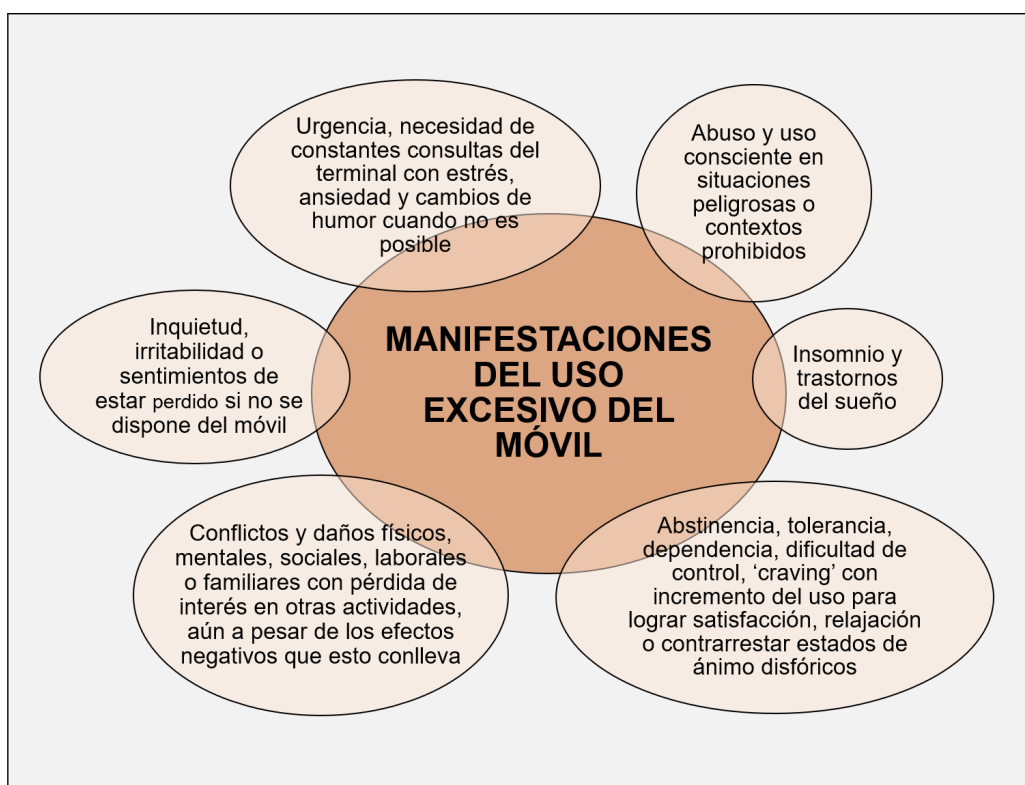 Urgencia, necesidad de
constantes consultas del
terminal con estrés,
ansiedad y cambios de
humor cuando no es
posible
Abuso y uso
consciente en
situaciones
peligrosas o
contextos
prohibidos
Inquietud,
irritabilidad o
sentimientos de
estar perdido si no se
dispone del móvil
MANIFESTACIONES
DEL USO
EXCESIVO DEL
MÓVIL
Insomnio y
trastornos
del sueño
Conflictos y daños físicos,
mentales, sociales, laborales
o familiares con pérdida de
interés en otras actividades,
aún a pesar de los efectos
negativos que esto conlleva
Abstinencia, tolerancia,
dependencia, dificultad de
control, ‘craving’ con
incremento del uso para
lograr satisfacción, relajación
o contrarrestar estados de
ánimo disfóricos